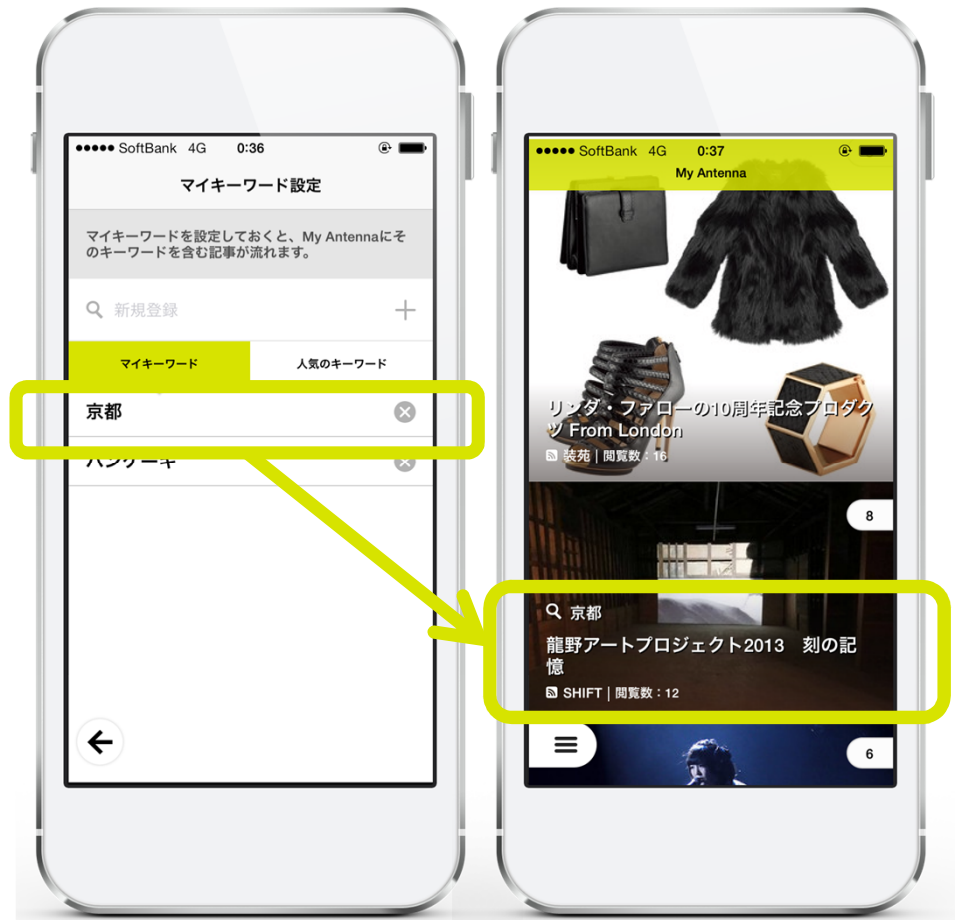 SoftBank 4G 0:36
マイキーワード設定
マイキーワードを設定しておくと、My Antennaにそ
のキーワードを含む記事が流れます。
新規登録
マイキーワード 人気のキーワード
京都
パンケーキ
SoftBank 4G 0:37
My Antenna
リンダ・ファローの10周年記念プロダク
ツ From London
装苑 | 閲覧数：16
8
京都
龍野アートプロジェクト2013 刻の記
憶
SHIFT | 閲覧数：12
6